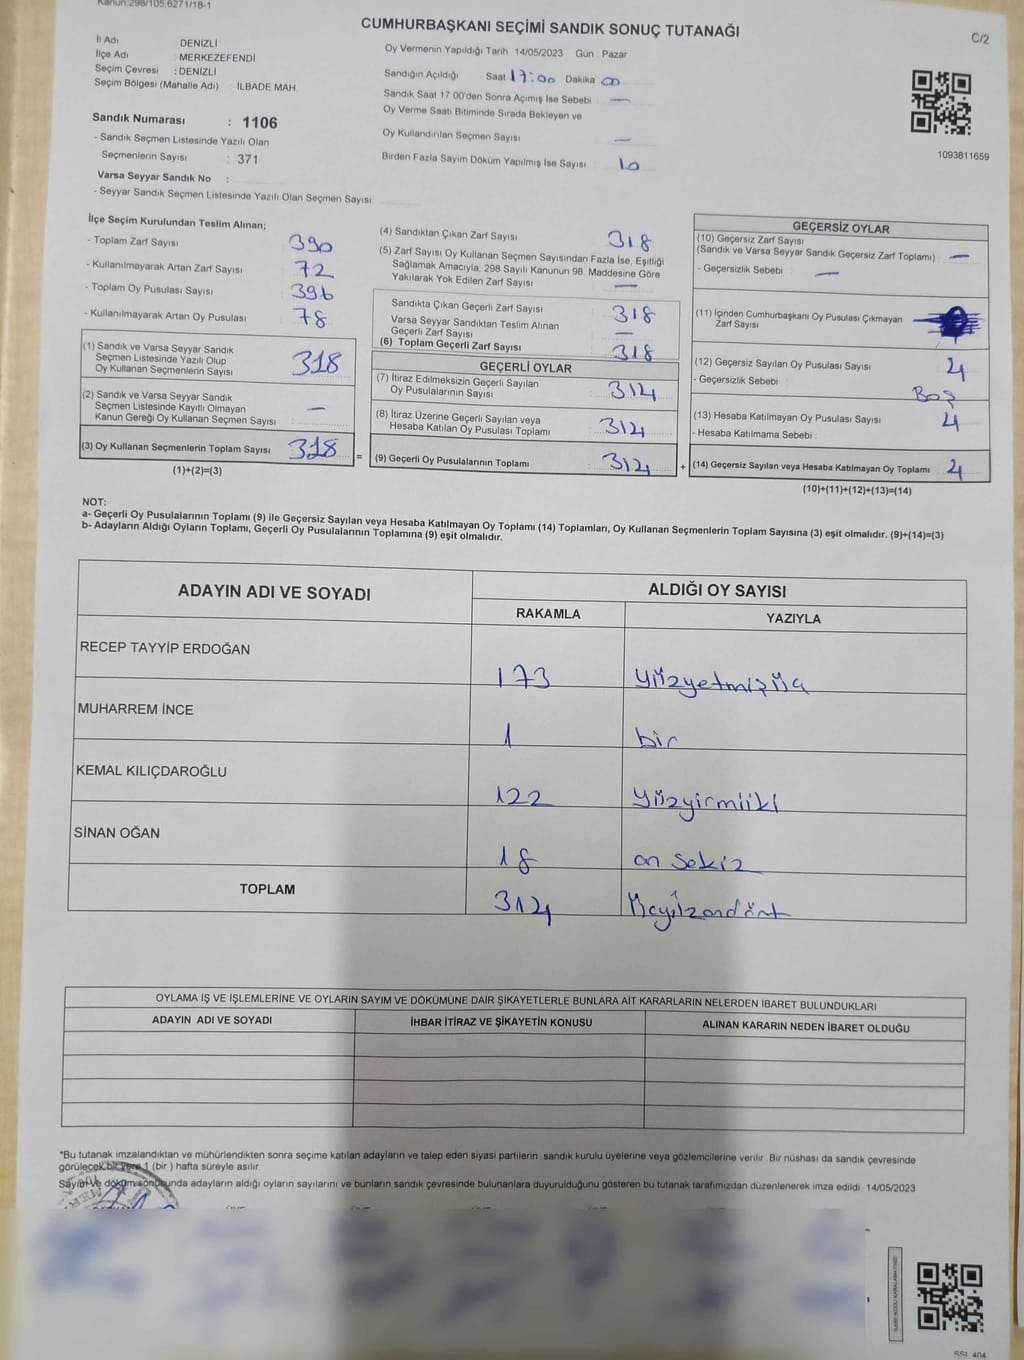 Kanun:298/105,6271/18-1
CUMHURBAŞKANI SEÇİMİ SANDIK SONUÇ TUTANAĞI
C/2
İl Adı : DENİZLİ
İlçe Adı : MERKEZEFENDİ
Seçim Çevresi : DENİZLİ
Seçim Bölgesi (Mahalle Adı) : İLBADE MAH.
Sandık Numarası : 1106
- Sandık Seçmen Listesinde Yazılı Olan
Seçmenlerin Sayısı : 371
Varsa Seyyar Sandık No :
- Seyyar Sandık Seçmen Listesinde Yazılı Olan Seçmen Sayısı:
Oy Vermenin Yapıldığı Tarih 14/05/2023 Gün : Pazar
Sandığın Açıldığı Saat 17:00 Dakika 00
Sandık Saat 17:00'den Sonra Açımış İse Sebebi —
Oy Verme Saati Bitiminde Sırada Bekleyen ve
Oy Kullandırılan Seçmen Sayısı —
Birden Fazla Sayım Döküm Yapılmış İse Sayısı
1093811659
İlçe Seçim Kurulundan Teslim Alınan;
- Toplam Zarf Sayısı 390
- Kullanılmayarak Artan Zarf Sayısı 72
- Toplam Oy Pusulası Sayısı 396
- Kullanılmayarak Artan Oy Pusulası 78
(1) Sandık ve Varsa Seyyar Sandık
Seçmen Listesinde Yazılı Olup
Oy Kullanan Seçmenlerin Sayısı 318
(2) Sandık ve Varsa Seyyar Sandık
Seçmen Listesinde Kayıtlı Olmayan
Kanun Gereği Oy Kullanan Seçmen Sayısı : —
(3) Oy Kullanan Seçmenlerin Toplam Sayısı 318
(1)+(2)=(3)
(4) Sandıktan Çıkan Zarf Sayısı 318
(5) Zarf Sayısı Oy Kullanan Seçmen Sayısından Fazla İse, Eşitliği
Sağlamak Amacıyla, 298 Sayılı Kanunun 98. Maddesine Göre
Yakılarak Yok Edilen Zarf Sayısı —
Sandıkta Çıkan Geçerli Zarf Sayısı 318
Varsa Seyyar Sandıktan Teslim Alınan
Geçerli Zarf Sayısı —
(6) Toplam Geçerli Zarf Sayısı 318
GEÇERLİ OYLAR
(7) İtiraz Edilmeksizin Geçerli Sayılan
Oy Pusulalarının Sayısı 314
(8) İtiraz Üzerine Geçerli Sayılan veya
Hesaba Katılan Oy Pusulası Toplamı 314
= (9) Geçerli Oy Pusulalarının Toplamı 314 +
GEÇERSİZ OYLAR
(10) Geçersiz Zarf Sayısı
(Sandık ve Varsa Seyyar Sandık Geçersiz Zarf Toplamı) : —
- Geçersizlik Sebebi : —
(11) İçinden Cumhurbaşkanı Oy Pusulası Çıkmayan
Zarf Sayısı
(12) Geçersiz Sayılan Oy Pusulası Sayısı 4
- Geçersizlik Sebebi : Boş
(13) Hesaba Katılmayan Oy Pusulası Sayısı 4
- Hesaba Katılmama Sebebi :
(14) Geçersiz Sayılan veya Hesaba Katılmayan Oy Toplamı 4
(10)+(11)+(12)+(13)=(14)
NOT:
a- Geçerli Oy Pusulalarının Toplamı (9) ile Geçersiz Sayılan veya Hesaba Katılmayan Oy Toplamı (14) Toplamları, Oy Kullanan Seçmenlerin Toplam Sayısına (3) eşit olmalıdır. (9)+(14)=(3)
b- Adayların Aldığı Oyların Toplamı, Geçerli Oy Pusulalarının Toplamına (9) eşit olmalıdır.
ADAYIN ADI VE SOYADI ALDIĞI OY SAYISI
RAKAMLA YAZIYLA
RECEP TAYYİP ERDOĞAN 173 yüzyetmişüç
MUHARREM İNCE 1 bir
KEMAL KILIÇDAROĞLU 122 yüzyirmiiki
SİNAN OĞAN 18 on sekiz
TOPLAM 314 üçyüzondört
OYLAMA İŞ VE İŞLEMLERİNE VE OYLARIN SAYIM VE DÖKÜMÜNE DAİR ŞİKAYETLERLE BUNLARA AİT KARARLARIN NELERDEN İBARET BULUNDUKLARI
ADAYIN ADI VE SOYADI İHBAR İTİRAZ VE ŞİKAYETİN KONUSU ALINAN KARARIN NEDEN İBARET OLDUĞU
*Bu tutanak imzalandıktan ve mühürlendikten sonra seçime katılan adayların ve talep eden siyasi partilerin sandık kurulu üyelerine veya gözlemcilerine verilir. Bir nüshası da sandık çevresinde
görülecek bir yere 1 (bir ) hafta süreyle asılır.
Sayım ve döküm sonucunda adayların aldığı oyların sayılarını ve bunların sandık çevresinde bulunanlara duyurulduğunu gösteren bu tutanak tarafımızdan düzenlenerek imza edildi. 14/05/2023